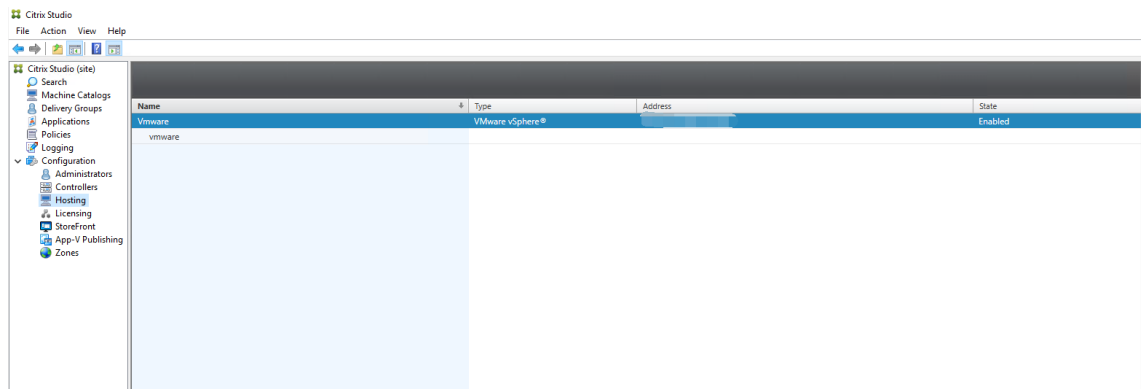 Citrix Studio
File Action View Help
Citrix Studio (site)
Search
Machine Catalogs
Delivery Groups
Applications
Policies
Logging
Configuration
Administrators
Controllers
Hosting
Licensing
StoreFront
App-V Publishing
Zones
Name Type Address State
Vmware VMware vSphere® Enabled
vmware